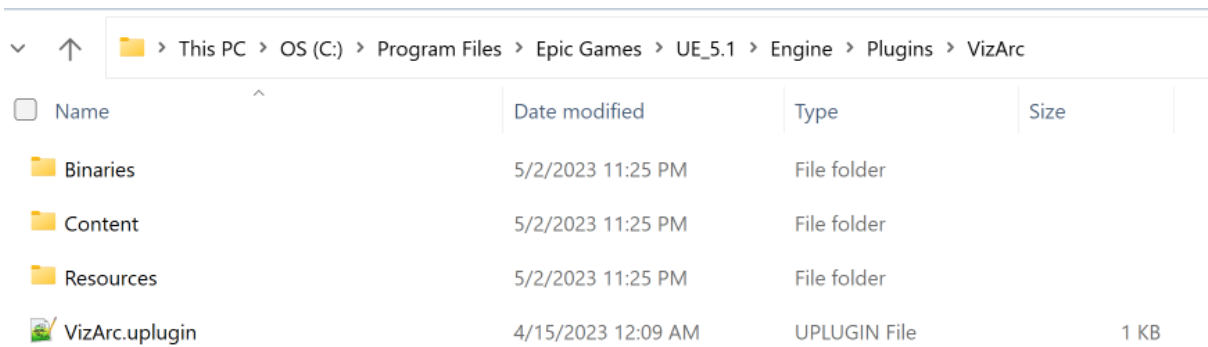 This PC > OS (C:) > Program Files > Epic Games > UE_5.1 > Engine > Plugins > VizArc
Name Date modified Type Size
Binaries 5/2/2023 11:25 PM File folder
Content 5/2/2023 11:25 PM File folder
Resources 5/2/2023 11:25 PM File folder
VizArc.uplugin 4/15/2023 12:09 AM UPLUGIN File 1 KB